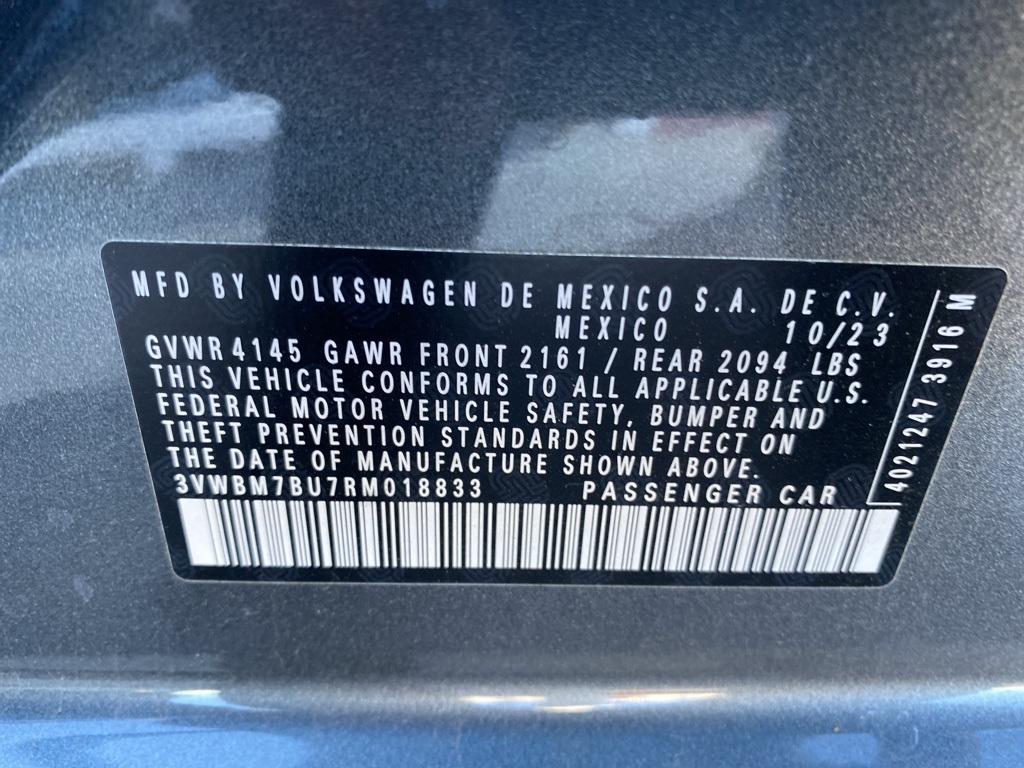 MFD BY VOLKSWAGEN DE MEXICO S.A. DE C.V.
MEXICO 10/23
GVWR 4145 GAWR FRONT 2161 / REAR 2094 LBS
THIS VEHICLE CONFORMS TO ALL APPLICABLE U.S.
FEDERAL MOTOR VEHICLE SAFETY, BUMPER AND
THEFT PREVENTION STANDARDS IN EFFECT ON
THE DATE OF MANUFACTURE SHOWN ABOVE.
3VWBM7BU7RM018833 PASSENGER CAR
4021247 3916 M